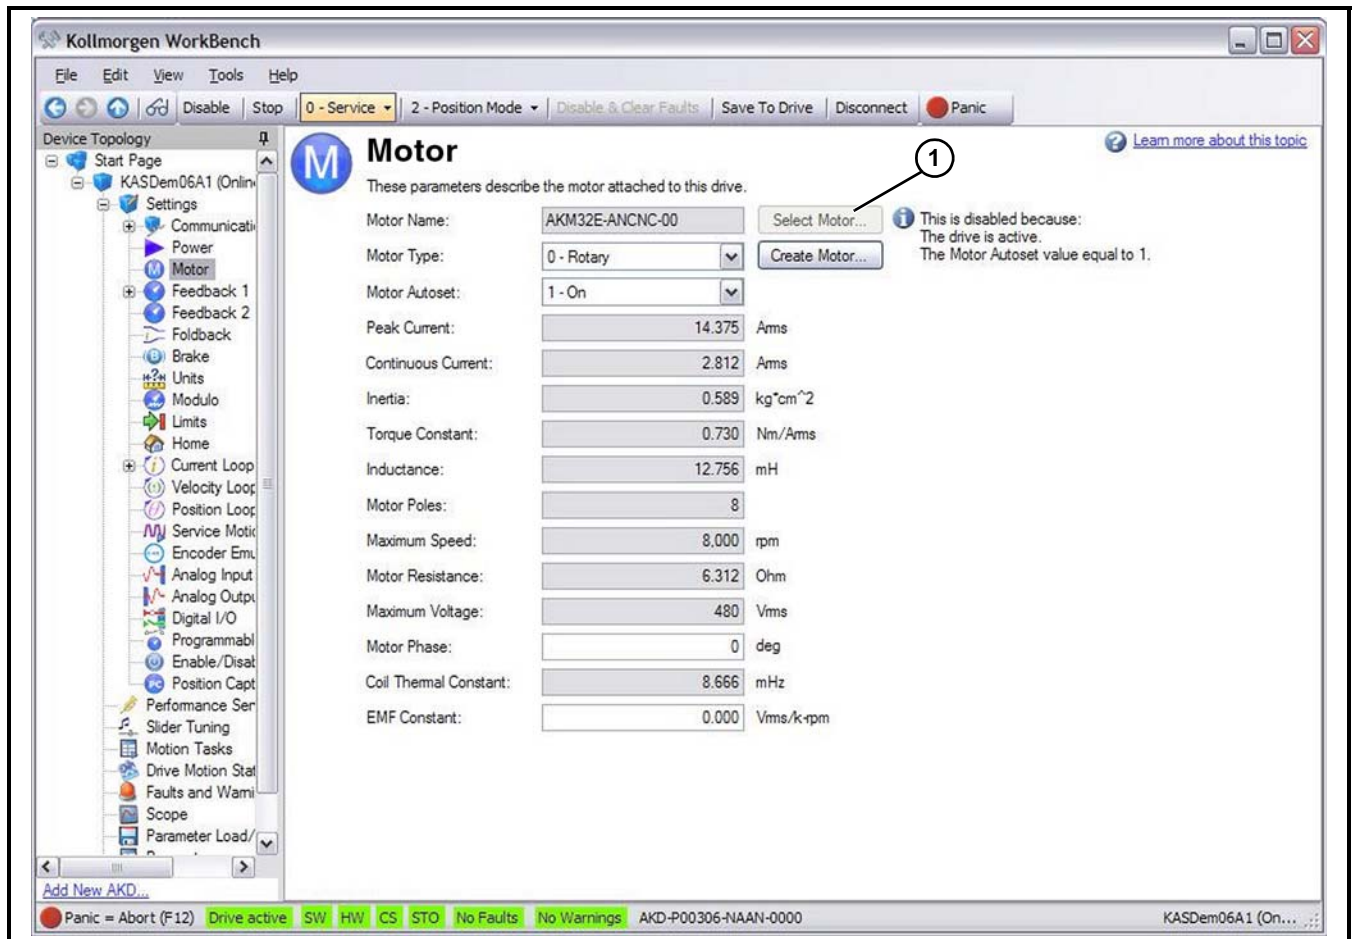 Kollmorgen WorkBench
File Edit View Tools Help
Disable Stop 0 - Service 2 - Position Mode Disable & Clear Faults Save To Drive Disconnect Panic
Device Topology
Start Page
KASDem06A1 (Onlin
Settings
Communicati
Power
Motor
Feedback 1
Feedback 2
Foldback
Brake
Units
Modulo
Limits
Home
Current Loop
Velocity Loop
Position Loop
Service Motic
Encoder Emu
Analog Input
Analog Outpu
Digital I/O
Programmabl
Enable/Disab
Position Capt
Performance Ser
Slider Tuning
Motion Tasks
Drive Motion Stat
Faults and Warni
Scope
Parameter Load/
Add New AKD...
Motor
Learn more about this topic
1
These parameters describe the motor attached to this drive.
Motor Name: AKM32E-ANCNC-00 Select Motor...
This is disabled because:
The drive is active.
The Motor Autoset value equal to 1.
Motor Type: 0 - Rotary Create Motor...
Motor Autoset: 1 - On
Peak Current: 14.375 Arms
Continuous Current: 2.812 Arms
Inertia: 0.589 kg*cm^2
Torque Constant: 0.730 Nm/Arms
Inductance: 12.756 mH
Motor Poles: 8
Maximum Speed: 8,000 rpm
Motor Resistance: 6.312 Ohm
Maximum Voltage: 480 Vrms
Motor Phase: 0 deg
Coil Thermal Constant: 8.666 mHz
EMF Constant: 0.000 Vrms/k-rpm
Panic = Abort (F12) Drive active SW HW CS STO No Faults No Warnings AKD-P00306-NAAN-0000 KASDem06A1 (On...